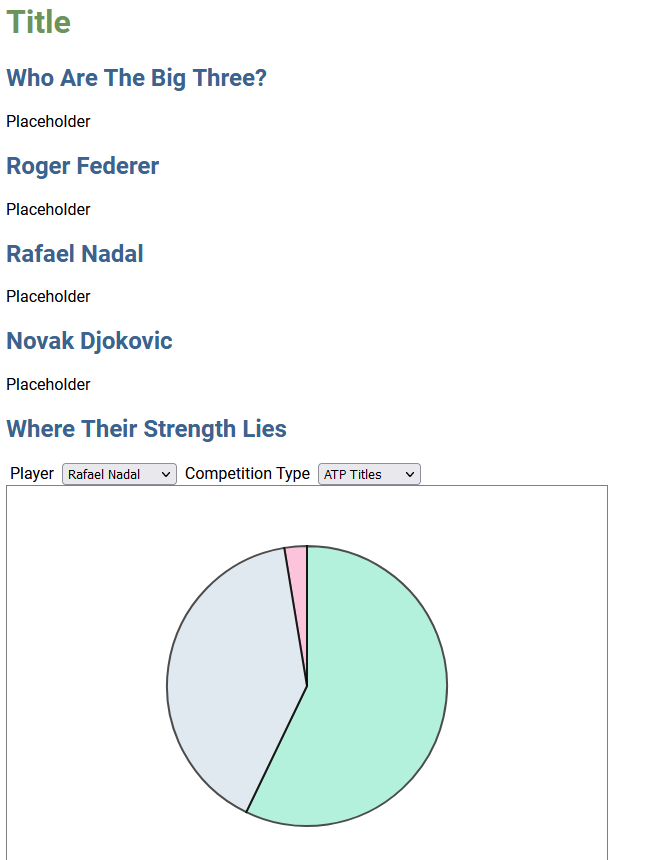 Title
Who Are The Big Three?
Placeholder
Roger Federer
Placeholder
Rafael Nadal
Placeholder
Novak Djokovic
Placeholder
Where Their Strength Lies
Player Rafael Nadal Competition Type ATP Titles